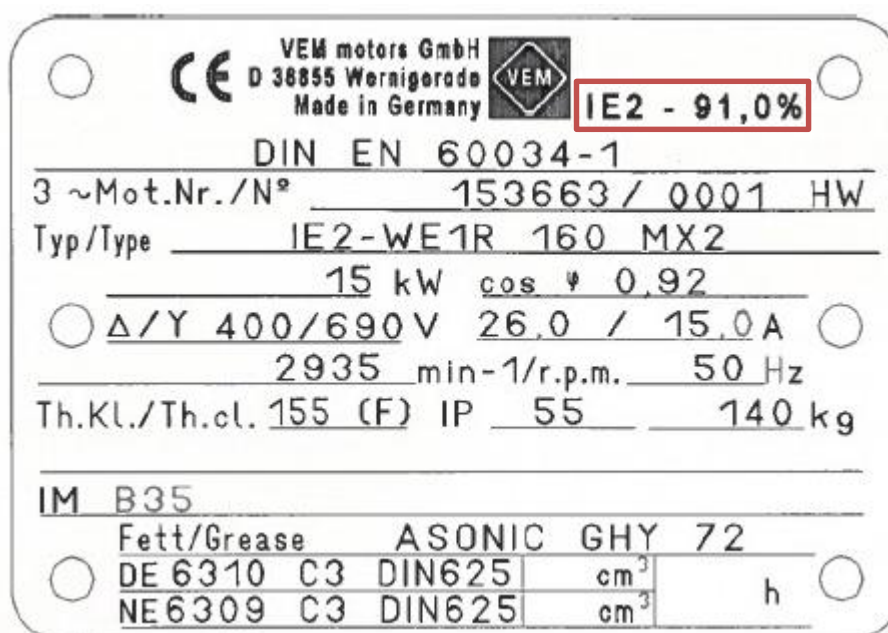 VEM motors GmbH
D 38855 Wernigerode
Made in Germany
VEM
IE2 - 91,0%
DIN EN 60034-1
3 ~Mot.Nr./Nº 153663/ 0001 HW
Typ/Type IE2-WE1R 160 MX2
15 kW cos φ 0,92
Δ/Y 400/690 V 26,0 / 15,0 A
2935 min-1/r.p.m. 50 Hz
Th.Kl./Th.cl. 155 (F) IP 55 140 kg
IM B35
Fett/Grease ASONIC GHY 72
DE 6310 C3 DIN625 cm³ h
NE 6309 C3 DIN625 cm³